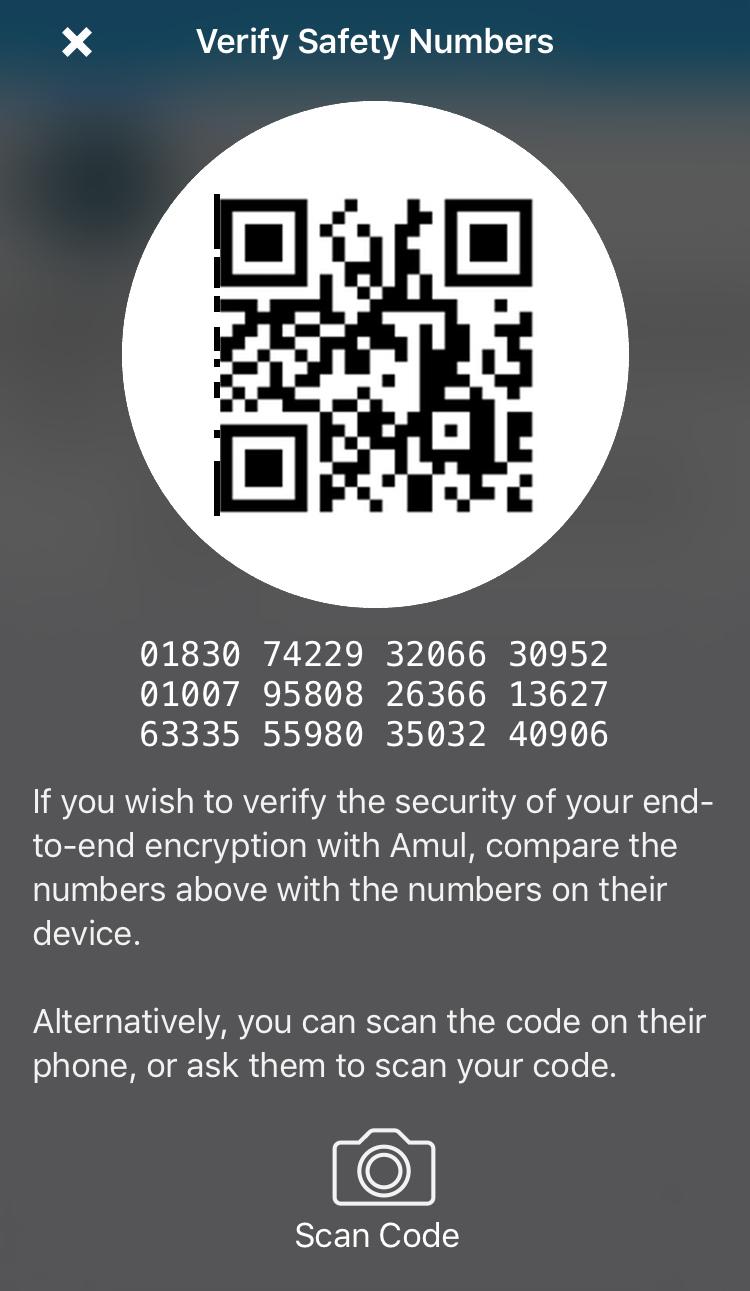 Verify Safety Numbers
01830 74229 32066 30952
01007 95808 26366 13627
63335 55980 35032 40906
If you wish to verify the security of your end-
to-end encryption with Amul, compare the
numbers above with the numbers on their
device.
Alternatively, you can scan the code on their
phone, or ask them to scan your code.
Scan Code